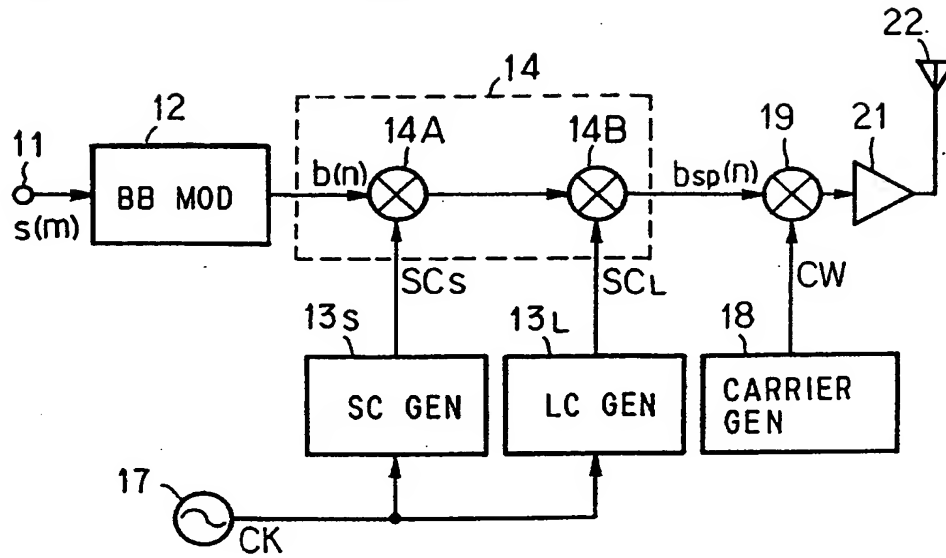 22
14
12
14A
14B
19
21
11
BB MOD
b(n)
bsp(n)
s(m)
SCS
SCL
CW
13S
13L
18
SC GEN
LC GEN
CARRIER
GEN
17
CK